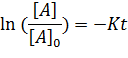 ln ([A]/[A]₀) = −Kt